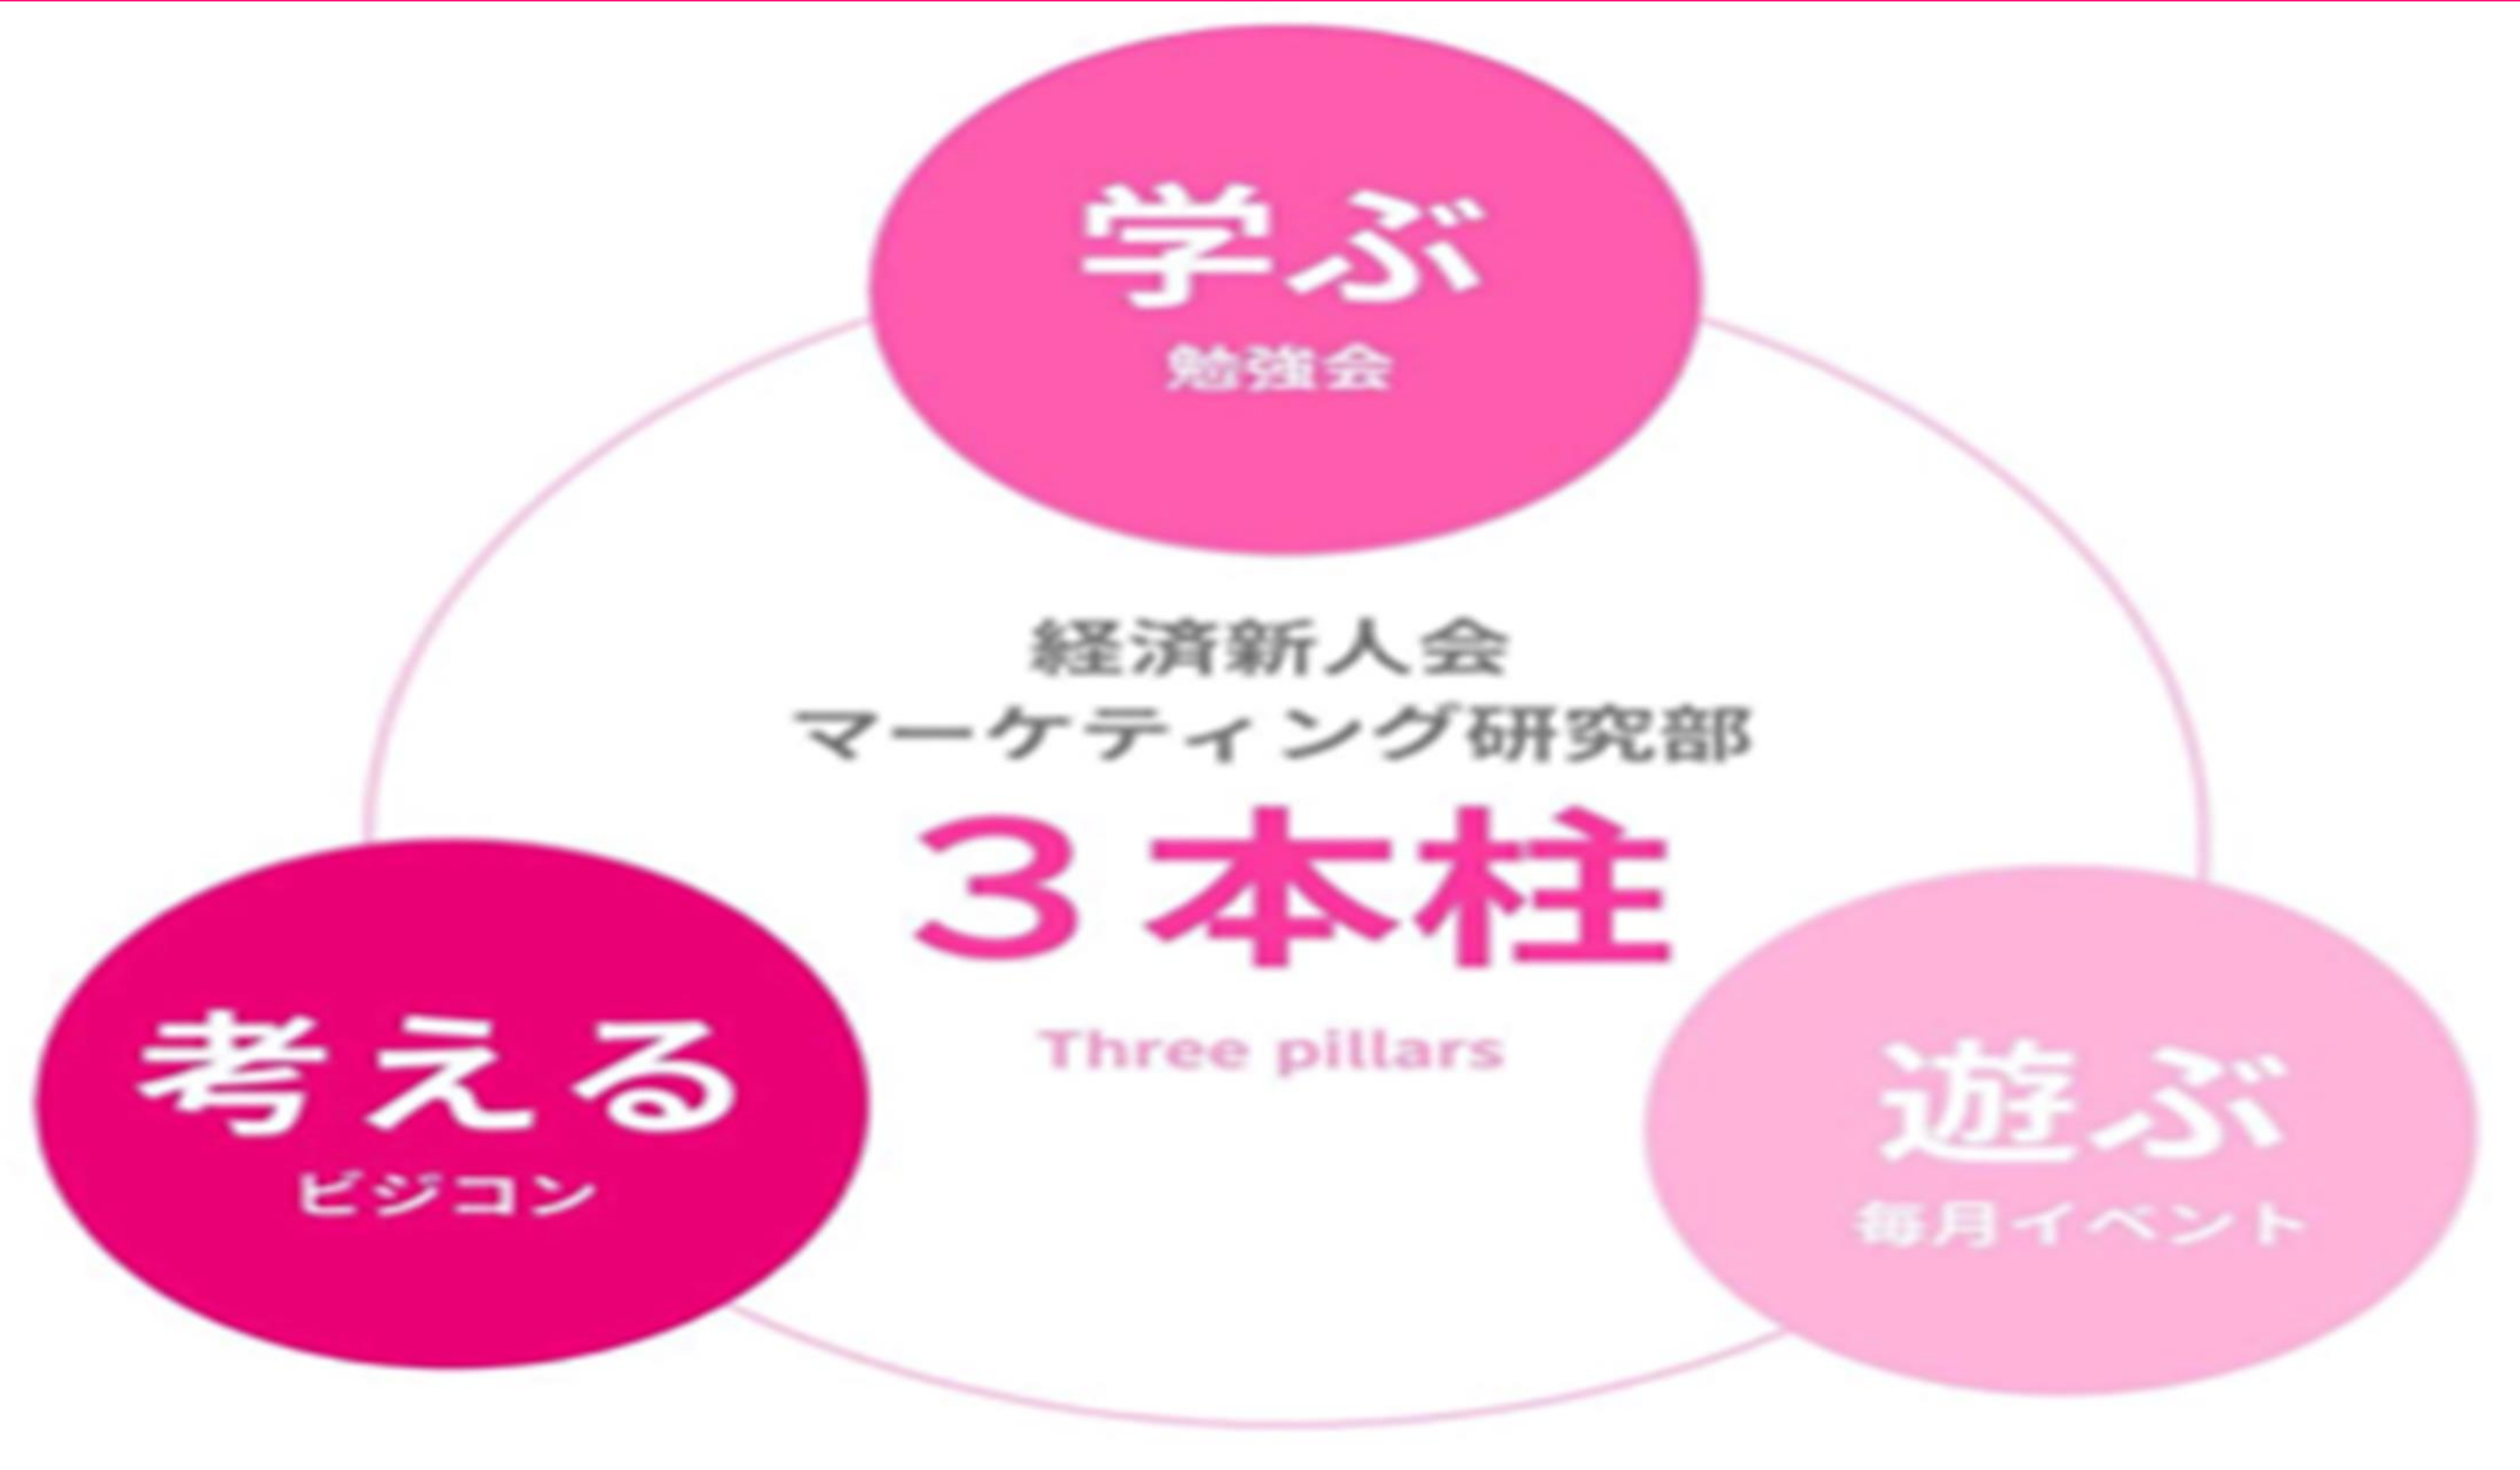 学ぶ
勉強会
経済新人会
マーケティング研究部
３本柱
Three pillars
考える
ビジコン
遊ぶ
毎月イベント